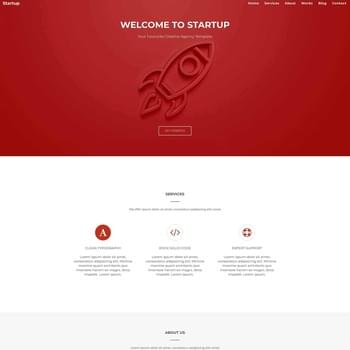 Startup
Home Services About Works Blog Contact
WELCOME TO STARTUP
Your Favourite Creative Agency Template
GET STARTED
SERVICES
We offer ipsum dolor sit amet, consectetur adipisicing elit amet
A
</>
CLEAN TYPOGRAPHY
Lorem ipsum dolor sit amet,
consectetur adipisicing elit. Minima
maxime quam architecto quo
inventore harum ex magni, dicta
impedit. Lorem ipsum.
ROCK SOLID CODE
Lorem ipsum dolor sit amet,
consectetur adipisicing elit. Minima
maxime quam architecto quo
inventore harum ex magni, dicta
impedit. Lorem ipsum.
EXPERT SUPPORT
Lorem ipsum dolor sit amet,
consectetur adipisicing elit. Minima
maxime quam architecto quo
inventore harum ex magni, dicta
impedit. Lorem ipsum.
ABOUT US
Lorem ipsum dolor sit amet, consectetur adipisicing elit